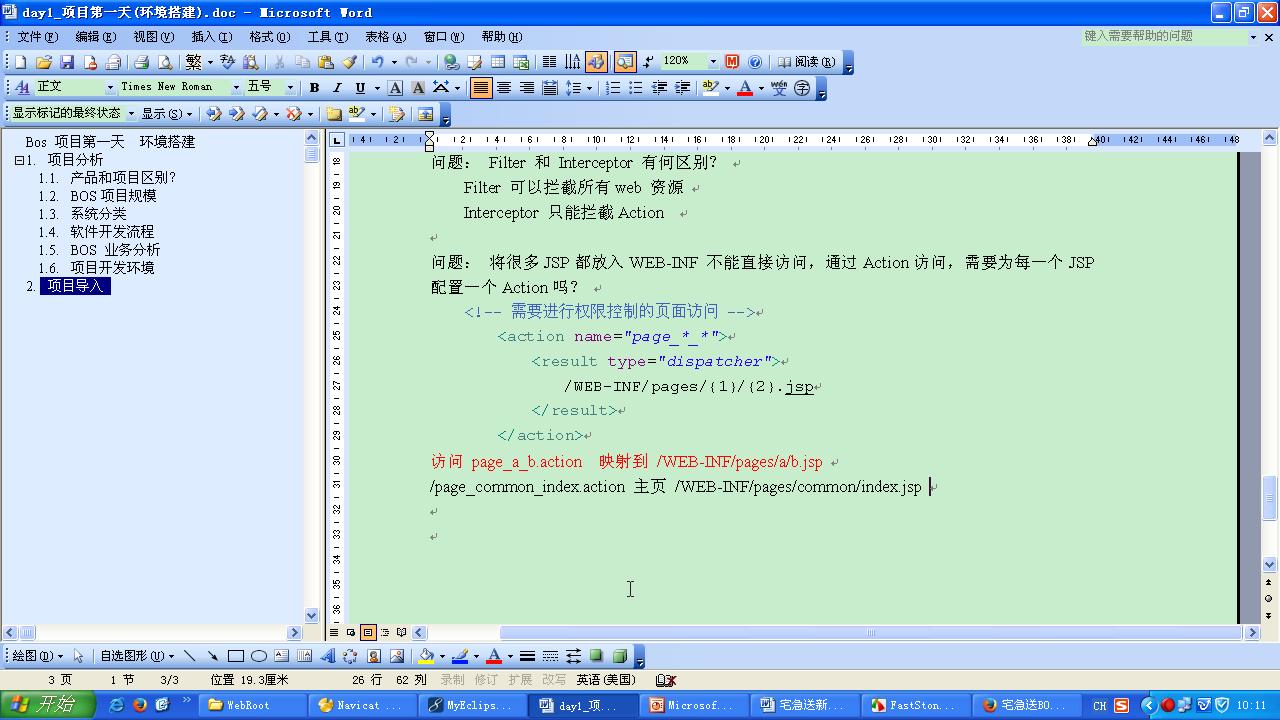 day1_项目第一天(环境搭建).doc - Microsoft Word
文件(F) 编辑(E) 视图(V) 插入(I) 格式(O) 工具(T) 表格(A) 窗口(W) 帮助(H) 键入需要帮助的问题
繁 120% 阅读(R)
正文 Times New Roman 五号 B I U A A A
显示标记的最终状态 显示(S)
Bos 项目第一天 环境搭建
1. 项目分析
1.1. 产品和项目区别?
1.2. BOS项目规模
1.3. 系统分类
1.4. 软件开发流程
1.5. BOS 业务分析
1.6. 项目开发环境
2. 项目导入
问题: Filter 和 Interceptor 有何区别?
Filter 可以拦截所有web 资源
Interceptor 只能拦截Action
问题: 将很多 JSP 都放入 WEB-INF 不能直接访问,通过 Action 访问,需要为每一个 JSP
配置一个 Action 吗?
<!-- 需要进行权限控制的页面访问 -->
<action name="page_*_*">
<result type="dispatcher">
/WEB-INF/pages/{1}/{2}.jsp
</result>
</action>
访问 page_a_b.action 映射到 /WEB-INF/pages/a/b.jsp
/page_common_index.action 主页 /WEB-INF/pages/common/index.jsp
绘图(D) 自选图形(U)
3 页 1 节 3/3 位置 19.3厘米 26 行 62 列 录制 修订 扩展 改写 英语(美国)
开始 WebRoot Navicat ... MyEclips... day1_项... Microsof... 宅急送新... FastSton... 宅急送BO... CH 10:11